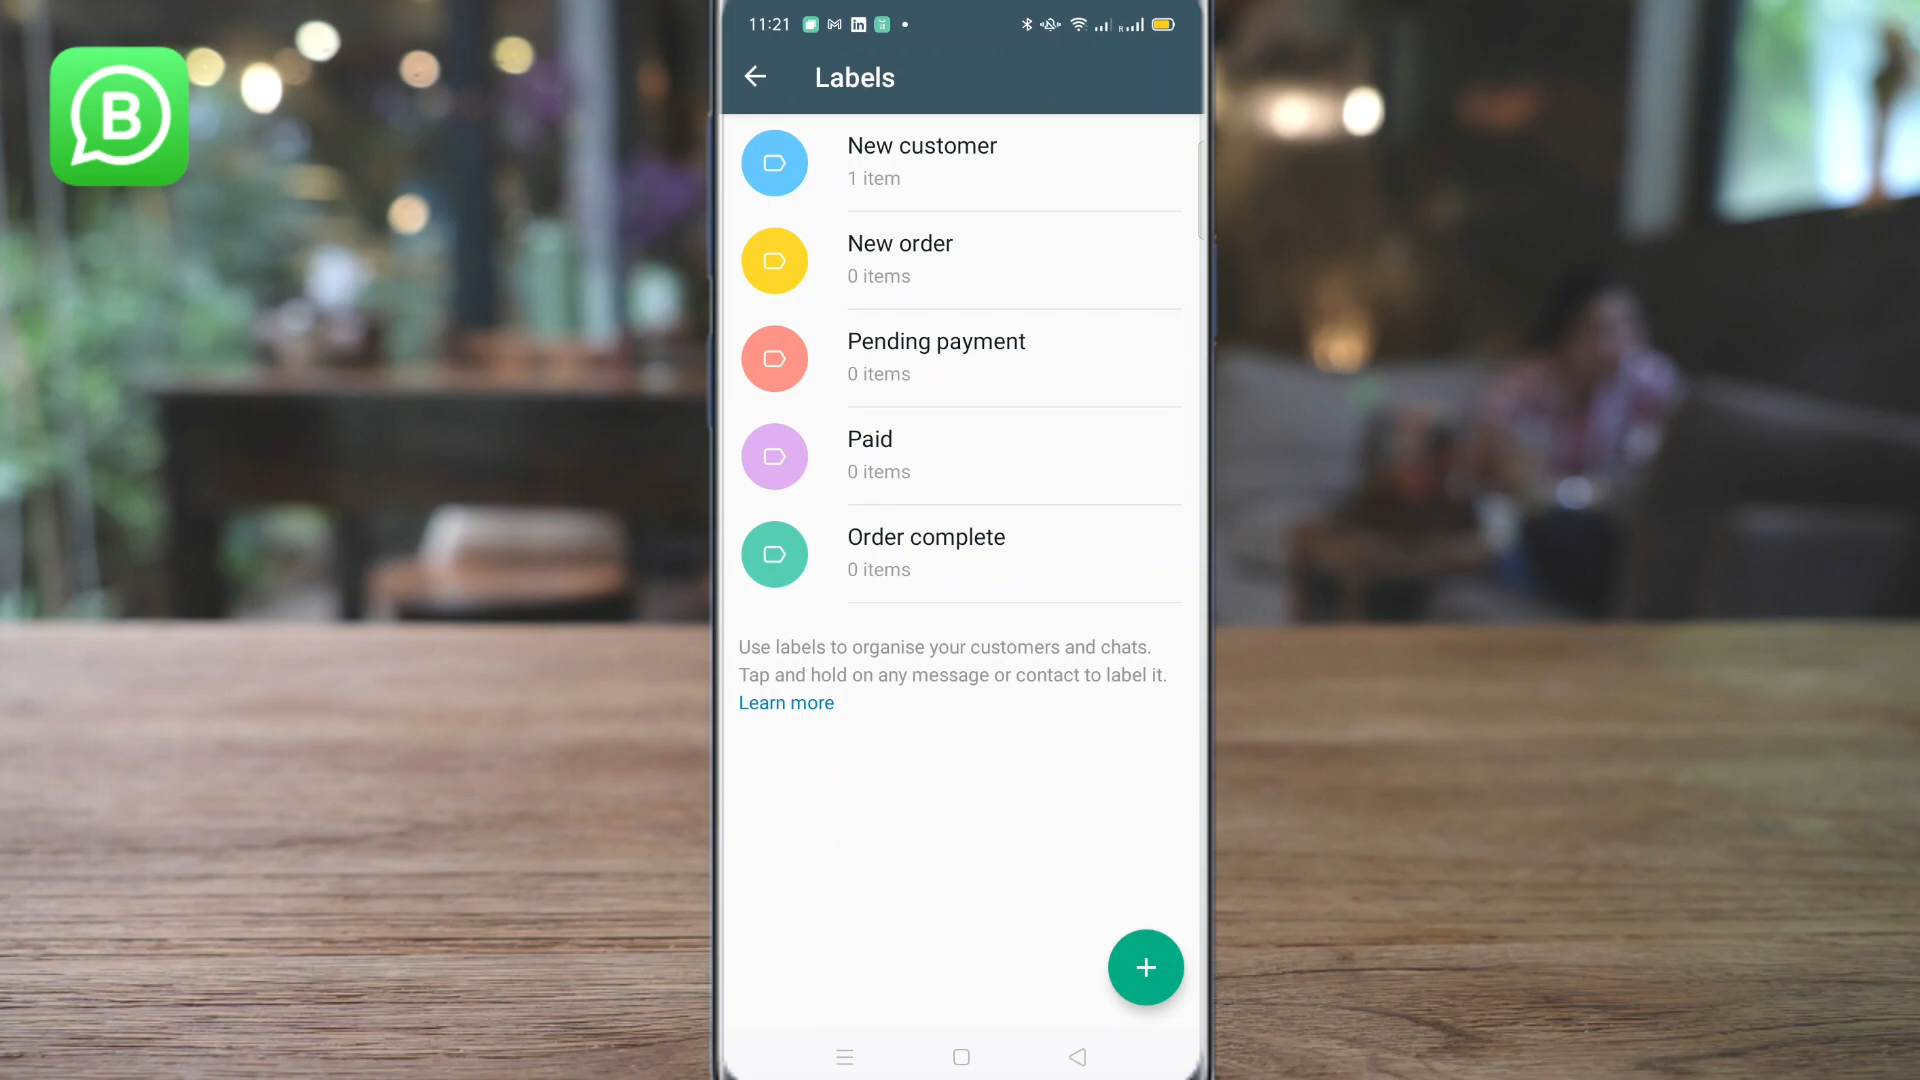 11:21
Labels
New customer
1 item
New order
0 items
Pending payment
0 items
Paid
0 items
Order complete
0 items
Use labels to organise your customers and chats.
Tap and hold on any message or contact to label it.
Learn more
B
in
R
+